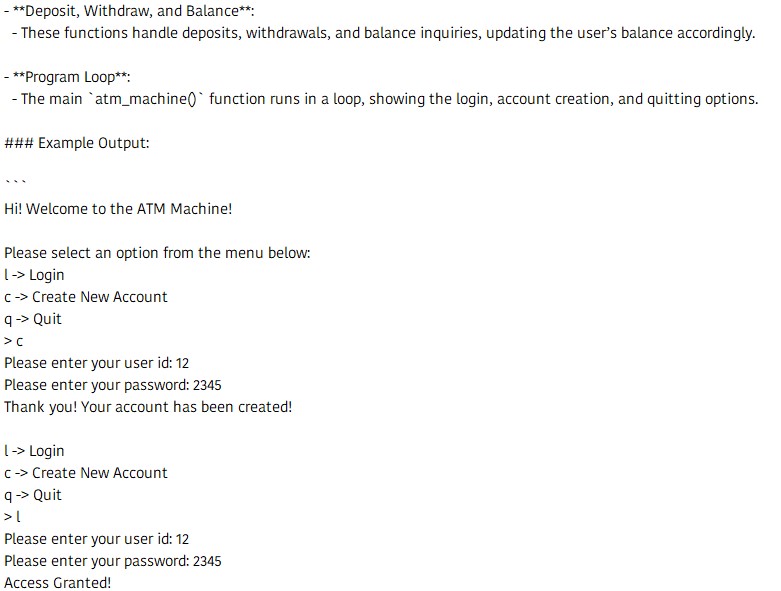 - **Deposit, Withdraw, and Balance**:
- These functions handle deposits, withdrawals, and balance inquiries, updating the user’s balance accordingly.
- **Program Loop**:
- The main `atm_machine()` function runs in a loop, showing the login, account creation, and quitting options.
### Example Output:
```
Hi! Welcome to the ATM Machine!
Please select an option from the menu below:
l -> Login
c -> Create New Account
q -> Quit
> c
Please enter your user id: 12
Please enter your password: 2345
Thank you! Your account has been created!
l -> Login
c -> Create New Account
q -> Quit
> l
Please enter your user id: 12
Please enter your password: 2345
Access Granted!